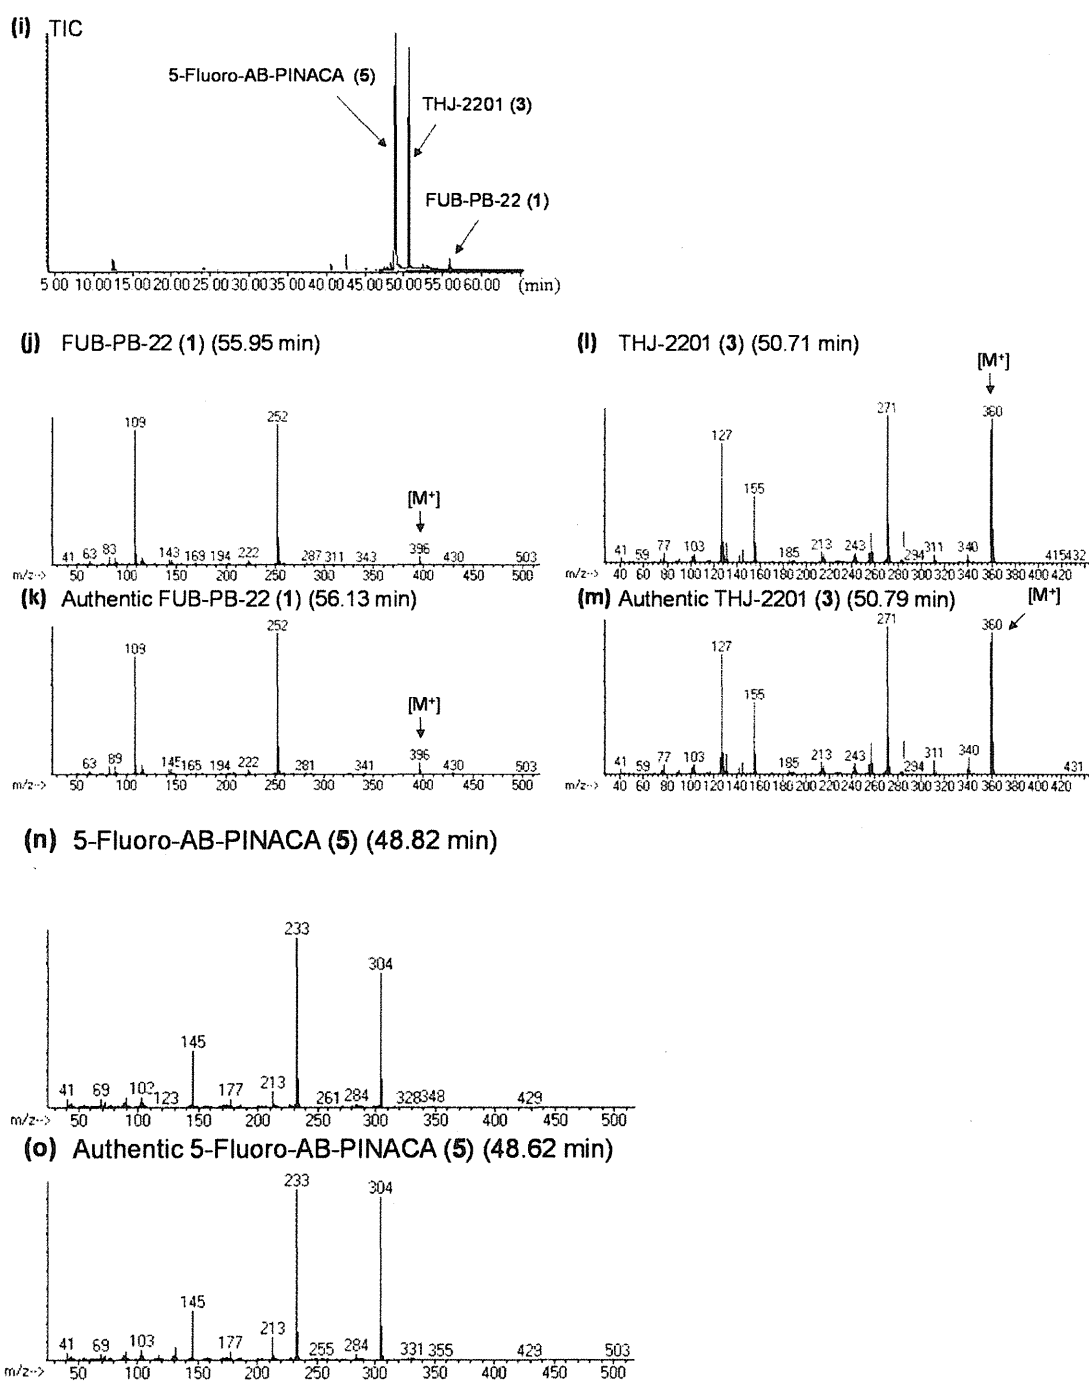 (i) TIC
5-Fluoro-AB-PINACA (5)
THJ-2201 (3)
FUB-PB-22 (1)
5.00 10.00 15.00 20.00 25.00 30.00 35.00 40.00 45.00 50.00 55.00 60.00 (min)
(j) FUB-PB-22 (1) (55.95 min)
109
252
[M+]
41 63 83 143 169 194 222 287 311 343 396 430 503
m/z--> 50 100 150 200 250 300 350 400 450 500
(k) Authentic FUB-PB-22 (1) (56.13 min)
252
109
[M+]
63 89 145 165 194 222 281 341 396 430 503
m/z--> 50 100 150 200 250 300 350 400 450 500
(l) THJ-2201 (3) (50.71 min)
[M+]
271 360
127
155
41 59 77 103 185 213 243 294 311 340 415 432
m/z--> 40 60 80 100 120 140 160 180 200 220 240 260 280 300 320 340 360 380 400 420
(m) Authentic THJ-2201 (3) (50.79 min)
[M+]
271 360
127
155
41 59 77 103 185 213 243 294 311 340 431
m/z--> 40 60 80 100 120 140 160 180 200 220 240 260 280 300 320 340 360 380 400 420
(n) 5-Fluoro-AB-PINACA (5) (48.82 min)
233
304
145
41 69 103 123 177 213 261 284 328 348 429
m/z--> 50 100 150 200 250 300 350 400 450 500
(o) Authentic 5-Fluoro-AB-PINACA (5) (48.62 min)
233
304
145
41 69 103 177 213 255 284 331 355 429 503
m/z--> 50 100 150 200 250 300 350 400 450 500